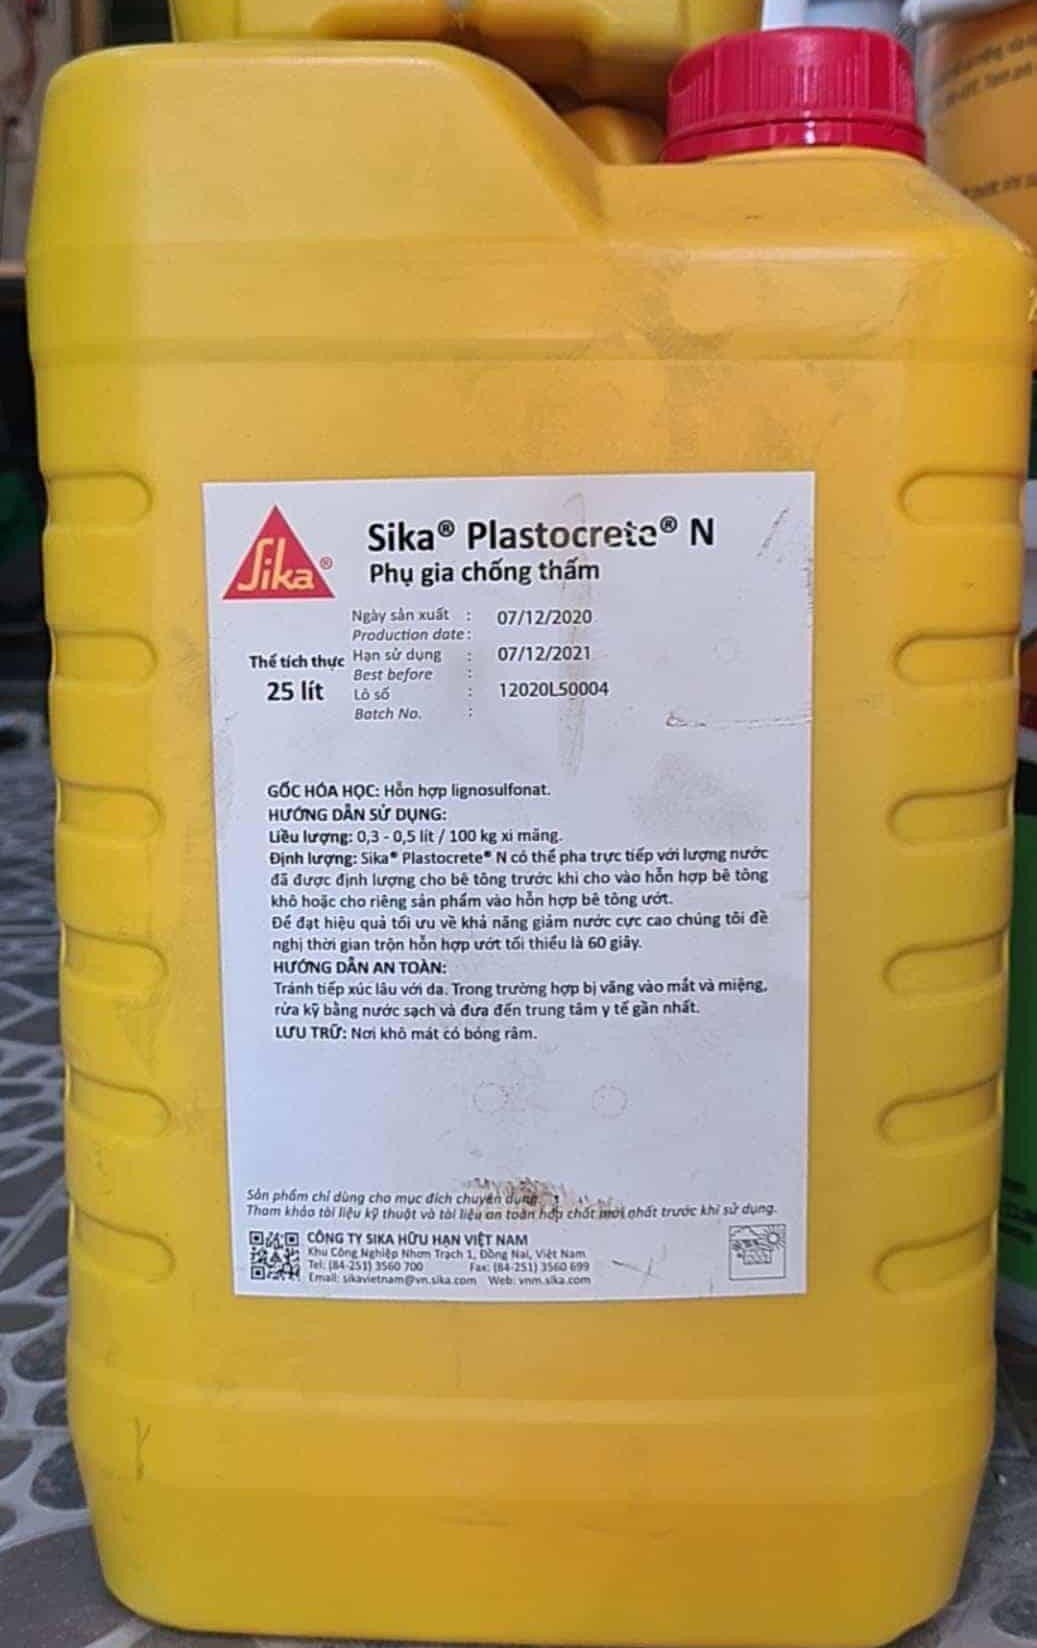 Sika®
Sika® Plastocrete® N
Phụ gia chống thấm
Ngày sản xuất : 07/12/2020
Production date:
Hạn sử dụng : 07/12/2021
Best before :
Lô số : 12020L50004
Batch No. :
Thể tích thực
25 lít
GỐC HÓA HỌC: Hỗn hợp lignosulfonat.
HƯỚNG DẪN SỬ DỤNG:
Liều lượng: 0,3 - 0,5 lít / 100 kg xi măng.
Định lượng: Sika® Plastocrete® N có thể pha trực tiếp với lượng nước
đã được định lượng cho bê tông trước khi cho vào hỗn hợp bê tông
khô hoặc cho riêng sản phẩm vào hỗn hợp bê tông ướt.
Để đạt hiệu quả tối ưu về khả năng giảm nước cực cao chúng tôi đề
nghị thời gian trộn hỗn hợp ướt tối thiểu là 60 giây.
HƯỚNG DẪN AN TOÀN:
Tránh tiếp xúc lâu với da. Trong trường hợp bị văng vào mắt và miệng,
rửa kỹ bằng nước sạch và đưa đến trung tâm y tế gần nhất.
LƯU TRỮ: Nơi khô mát có bóng râm.
Sản phẩm chỉ dùng cho mục đích chuyên dụng.
Tham khảo tài liệu kỹ thuật và tài liệu an toàn hóa chất mới nhất trước khi sử dụng.
CÔNG TY SIKA HỮU HẠN VIỆT NAM
Khu Công Nghiệp Nhơn Trạch 1, Đồng Nai, Việt Nam
Tel: (84-251) 3560 700 Fax: (84-251) 3560 699
Email: sikavietnam@vn.sika.com Web: vnm.sika.com